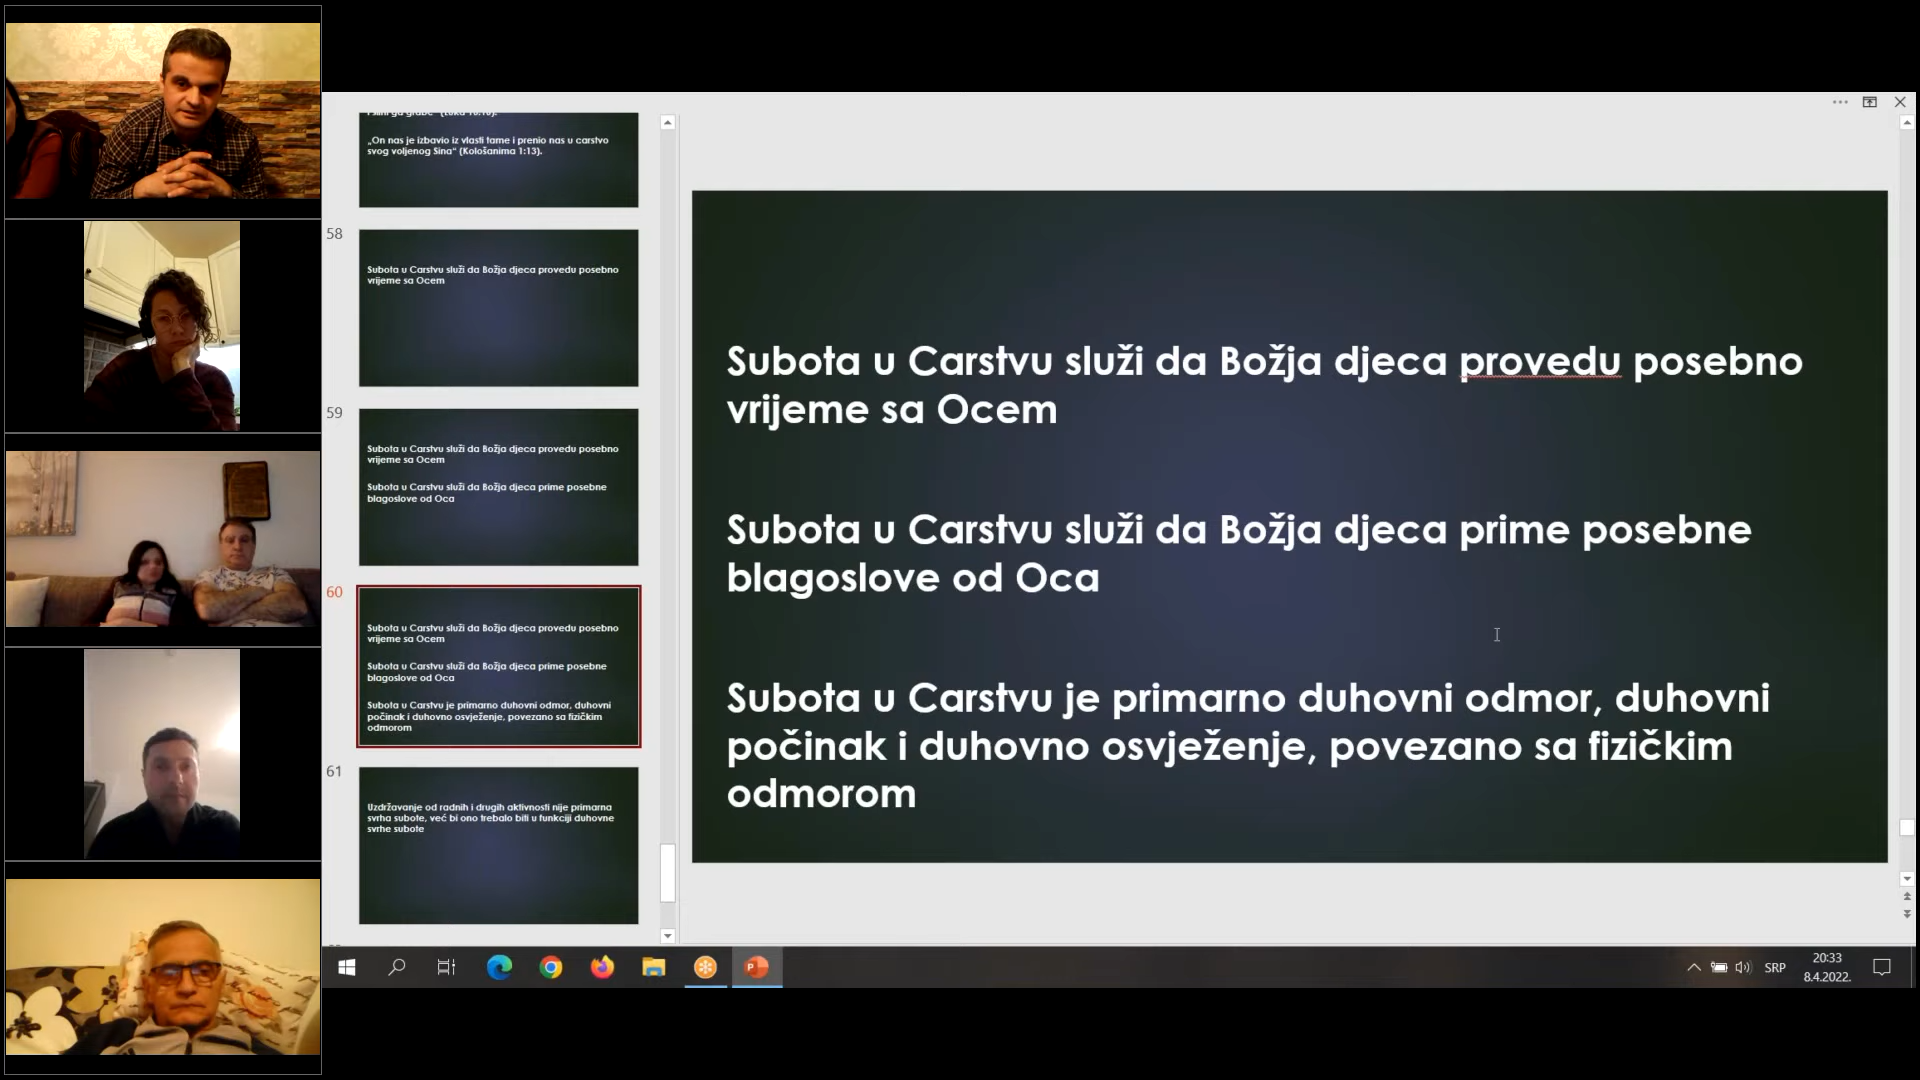 „On nas je izbavio iz vlasti tame i prenio nas u carstvo
svog voljenog Sina“ (Kološanima 1:13).
58
Subota u Carstvu služi da Božja djeca provedu posebno
vrijeme sa Ocem
59
Subota u Carstvu služi da Božja djeca provedu posebno
vrijeme sa Ocem
Subota u Carstvu služi da Božja djeca prime posebne
blagoslove od Oca
60
Subota u Carstvu služi da Božja djeca provedu posebno
vrijeme sa Ocem
Subota u Carstvu služi da Božja djeca prime posebne
blagoslove od Oca
Subota u Carstvu je primarno duhovni odmor, duhovni
počinak i duhovno osvježenje, povezano sa fizičkim
odmorom
61
Uzdržavanje od radnih i drugih aktivnosti nije primarna
svrha subote, već bi ono trebalo biti u funkciji duhovne
svrhe subote
Subota u Carstvu služi da Božja djeca provedu posebno
vrijeme sa Ocem
Subota u Carstvu služi da Božja djeca prime posebne
blagoslove od Oca
Subota u Carstvu je primarno duhovni odmor, duhovni
počinak i duhovno osvježenje, povezano sa fizičkim
odmorom
SRP
20:33
8.4.2022.